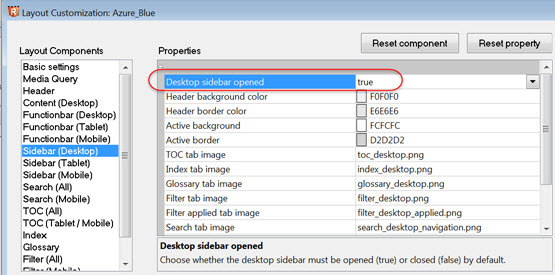 Layout Customization: Azure_Blue
Reset component
Reset property
Layout Components
Properties
Basic settings
Media Query
Header
Content (Desktop)
Functionbar (Desktop)
Functionbar (Tablet)
Functionbar (Mobile)
Sidebar (Desktop)
Sidebar (Tablet)
Sidebar (Mobile)
Search (All)
TOC (All)
TOC (Tablet / Mobile)
Index
Glossary
Filter (All)
Filter (Mobile)
Desktop sidebar opened true
Header background color F0F0F0
Header border color E6E6E6
Active background FCFCFC
Active border D2D2D2
TOC tab image toc_desktop.png
Index tab image index_desktop.png
Glossary tab image glossary_desktop.png
Filter tab image filter_desktop.png
Filter applied tab image filter_desktop_applied.png
Search tab image search_desktop_navigation.png
Desktop sidebar opened
Choose whether the desktop sidebar must be opened (true) or closed (false) by default.